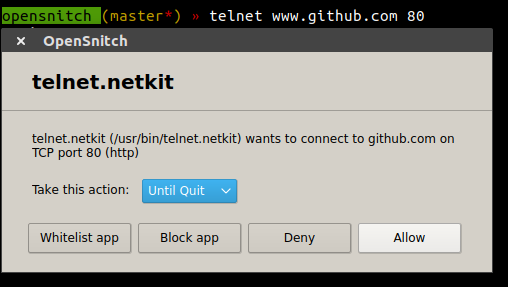 opensnitch (master*) » telnet www.github.com 80
× OpenSnitch
telnet.netkit
telnet.netkit (/usr/bin/telnet.netkit) wants to connect to github.com on
TCP port 80 (http)
Take this action: Until Quit
Whitelist app Block app Deny Allow